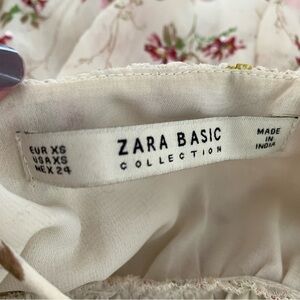 EUR XS
USA XS
MEX 24
ZARA BASIC
COLLECTION
MADE
IN
INDIA